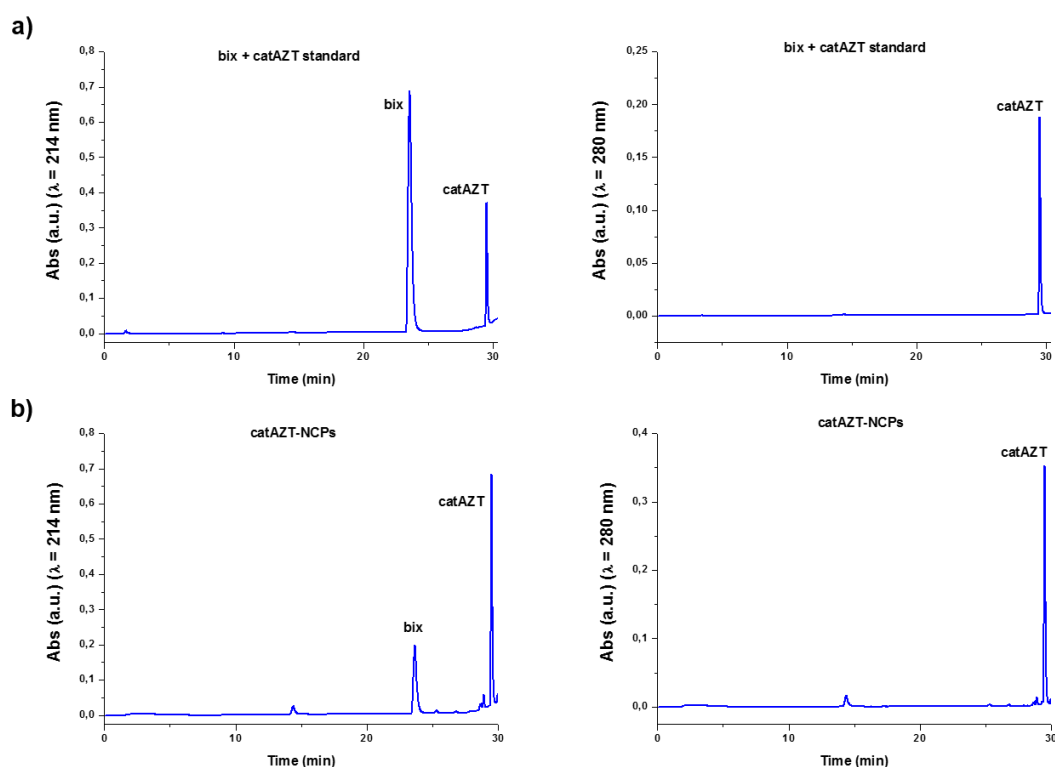 a)
bix + catAZT standard
0,8
0,7
0,6
0,5
0,4
0,3
0,2
0,1
0,0
Abs (a.u.) (λ = 214 nm)
bix
catAZT
0
10
20
30
Time (min)
bix + catAZT standard
0,25
0,20
0,15
0,10
0,05
0,00
Abs (a.u.) (λ = 280 nm)
catAZT
0
10
20
30
Time (min)
b)
catAZT-NCPs
0,8
0,7
0,6
0,5
0,4
0,3
0,2
0,1
0,0
Abs (a.u.) (λ = 214 nm)
catAZT
bix
0
10
20
30
Time (min)
catAZT-NCPs
0,4
0,3
0,2
0,1
0,0
Abs (a.u.) (λ = 280 nm)
catAZT
0
10
20
30
Time (min)